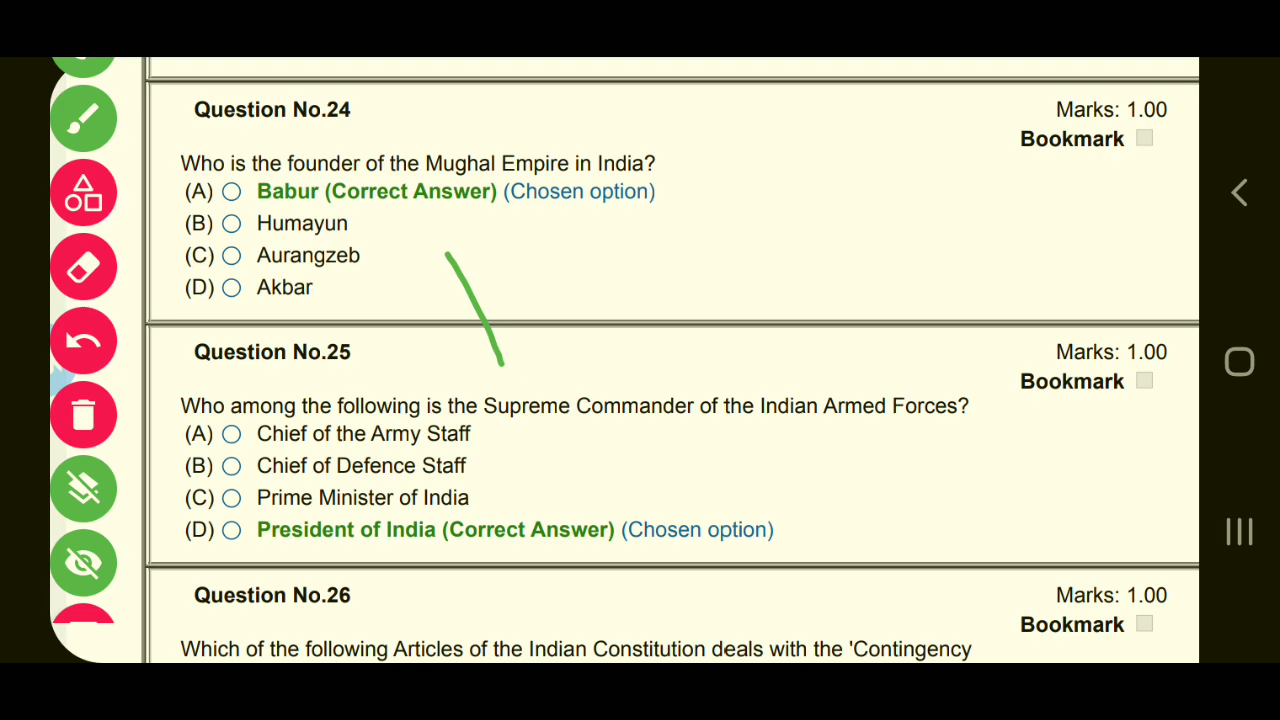 Question No.24 Marks: 1.00
Bookmark
Who is the founder of the Mughal Empire in India?
(A) Babur (Correct Answer) (Chosen option)
(B) Humayun
(C) Aurangzeb
(D) Akbar
Question No.25 Marks: 1.00
Bookmark
Who among the following is the Supreme Commander of the Indian Armed Forces?
(A) Chief of the Army Staff
(B) Chief of Defence Staff
(C) Prime Minister of India
(D) President of India (Correct Answer) (Chosen option)
Question No.26 Marks: 1.00
Bookmark
Which of the following Articles of the Indian Constitution deals with the 'Contingency